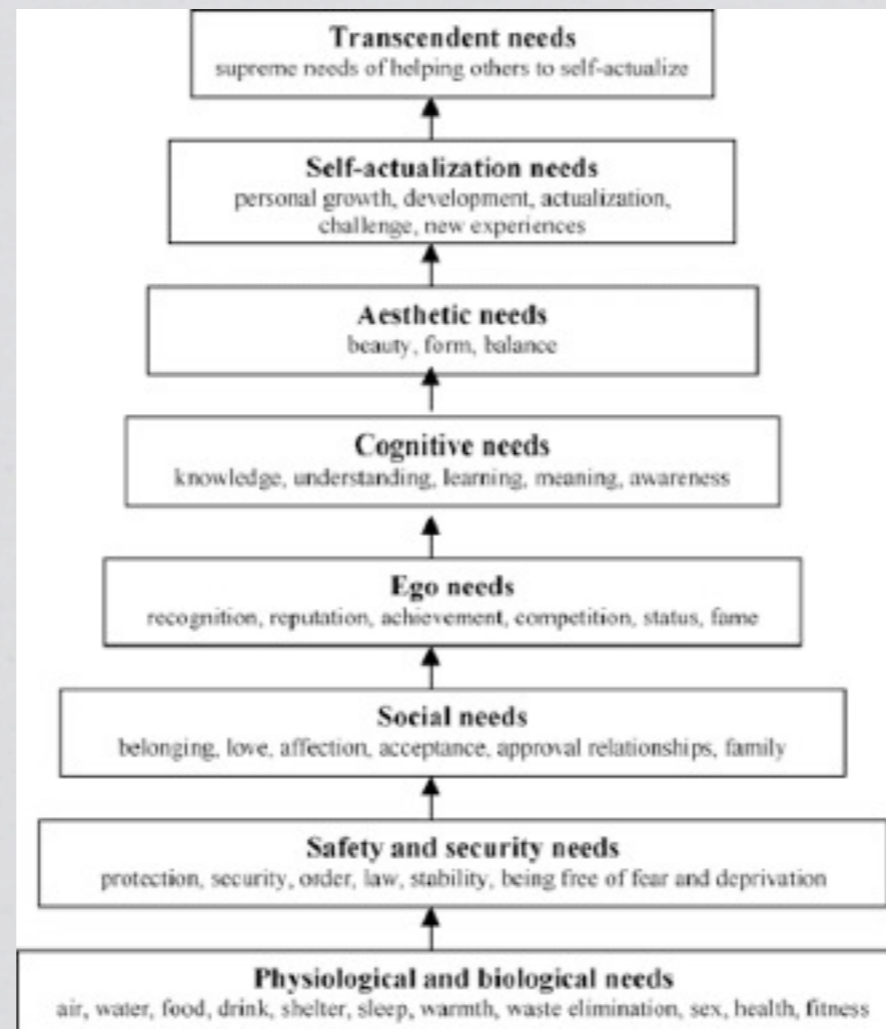 Transcendent needs
supreme needs of helping others to self-actualize
Self-actualization needs
personal growth, development, actualization,
challenge, new experiences
Aesthetic needs
beauty, form, balance
Cognitive needs
knowledge, understanding, learning, meaning, awareness
Ego needs
recognition, reputation, achievement, competition, status, fame
Social needs
belonging, love, affection, acceptance, approval relationships, family
Safety and security needs
protection, security, order, law, stability, being free of fear and deprivation
Physiological and biological needs
air, water, food, drink, shelter, sleep, warmth, waste elimination, sex, health, fitness